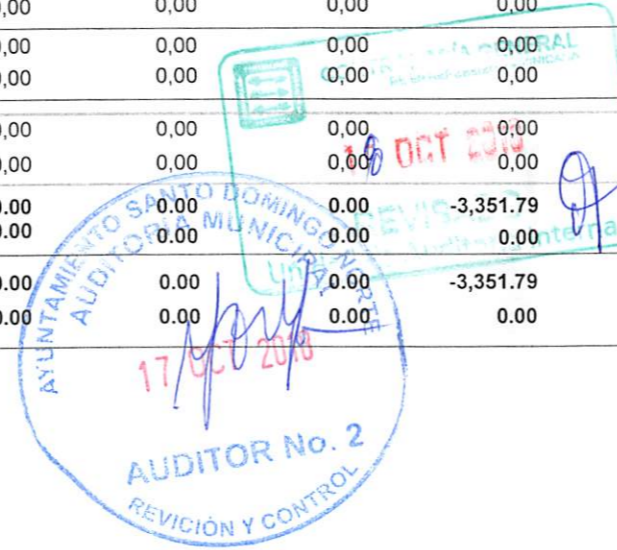 0,00 0,00 0,00 0,00
0,00 0,00 0,00 0,00
0,00 0,00 0,00 0,00
0,00 0,00 0,00 0,00
0,00 0,00 0,00 0,00
0.00 0.00 0.00 -3,351.79
0.00 0.00 0.00 0.00
0.00 0.00 0.00 -3,351.79
0.00 0.00 0.00 0.00
GENERAL
OCT
REVISADO
Auditoría Interna
AYUNTAMIENTO SANTO DOMINGO NORTE
AUDITORIA MUNICIPAL
17 OCT 2018
AUDITOR No. 2
REVICIÓN Y CONTROL